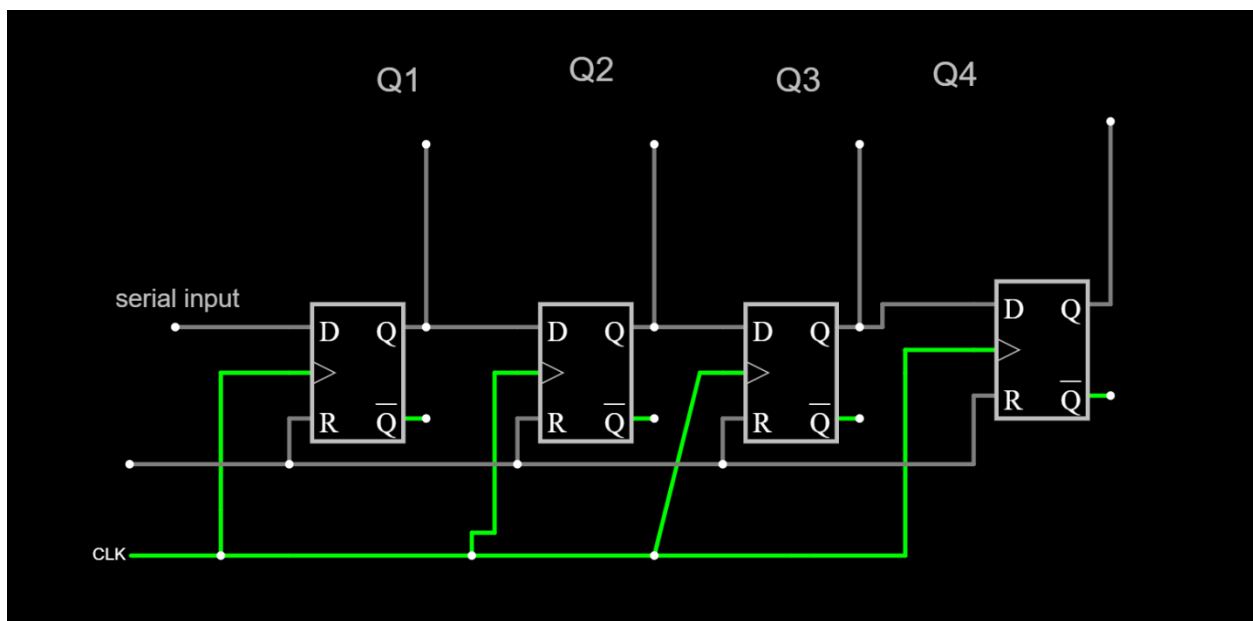 Q1 Q2 Q3 Q4
serial input
D Q D Q D Q D Q
R Q̅ R Q̅ R Q̅ R Q̅
CLK